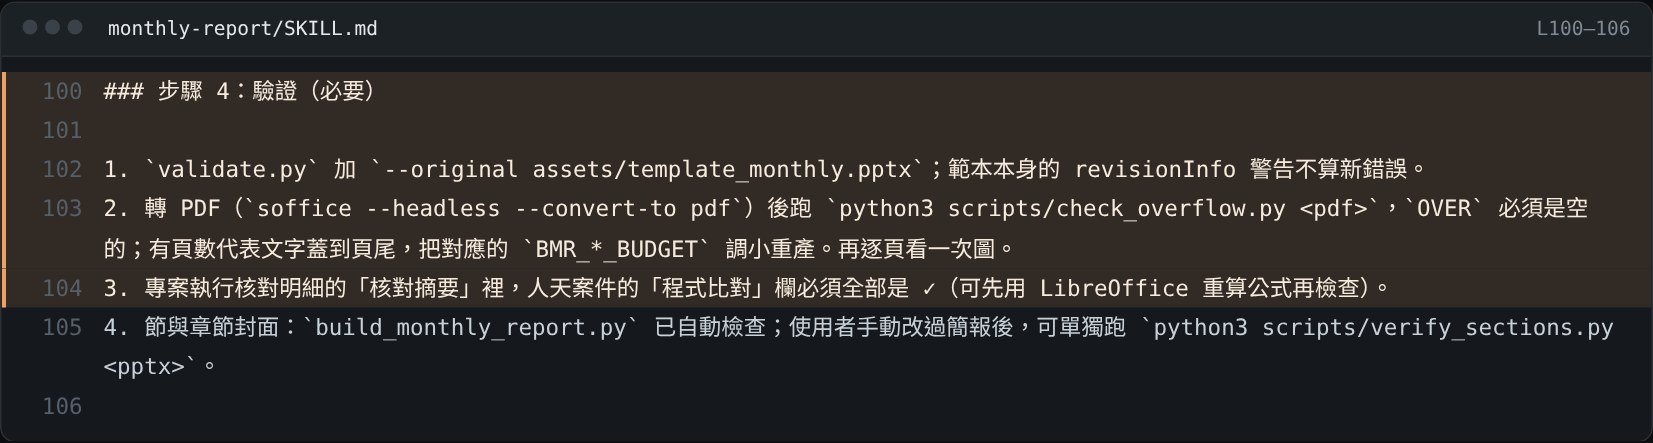 monthly-report/SKILL.md
L100–106
100 ### 步驟 4：驗證（必要）
101
102 1. `validate.py` 加 `--original assets/template_monthly.pptx`；範本本身的 revisionInfo 警告不算新錯誤。
103 2. 轉 PDF（`soffice --headless --convert-to pdf`）後跑 `python3 scripts/check_overflow.py <pdf>`，`OVER` 必須是空
的；有頁數代表文字蓋到頁尾，把對應的 `BMR_*_BUDGET` 調小重產。再逐頁看一次圖。
104 3. 專案執行核對明細的「核對摘要」裡，人天案件的「程式比對」欄必須全部是 ✓（可先用 LibreOffice 重算公式再檢查）。
105 4. 節與章節封面：`build_monthly_report.py` 已自動檢查；使用者手動改過簡報後，可單獨跑 `python3 scripts/verify_sections.py
<pptx>`。
106